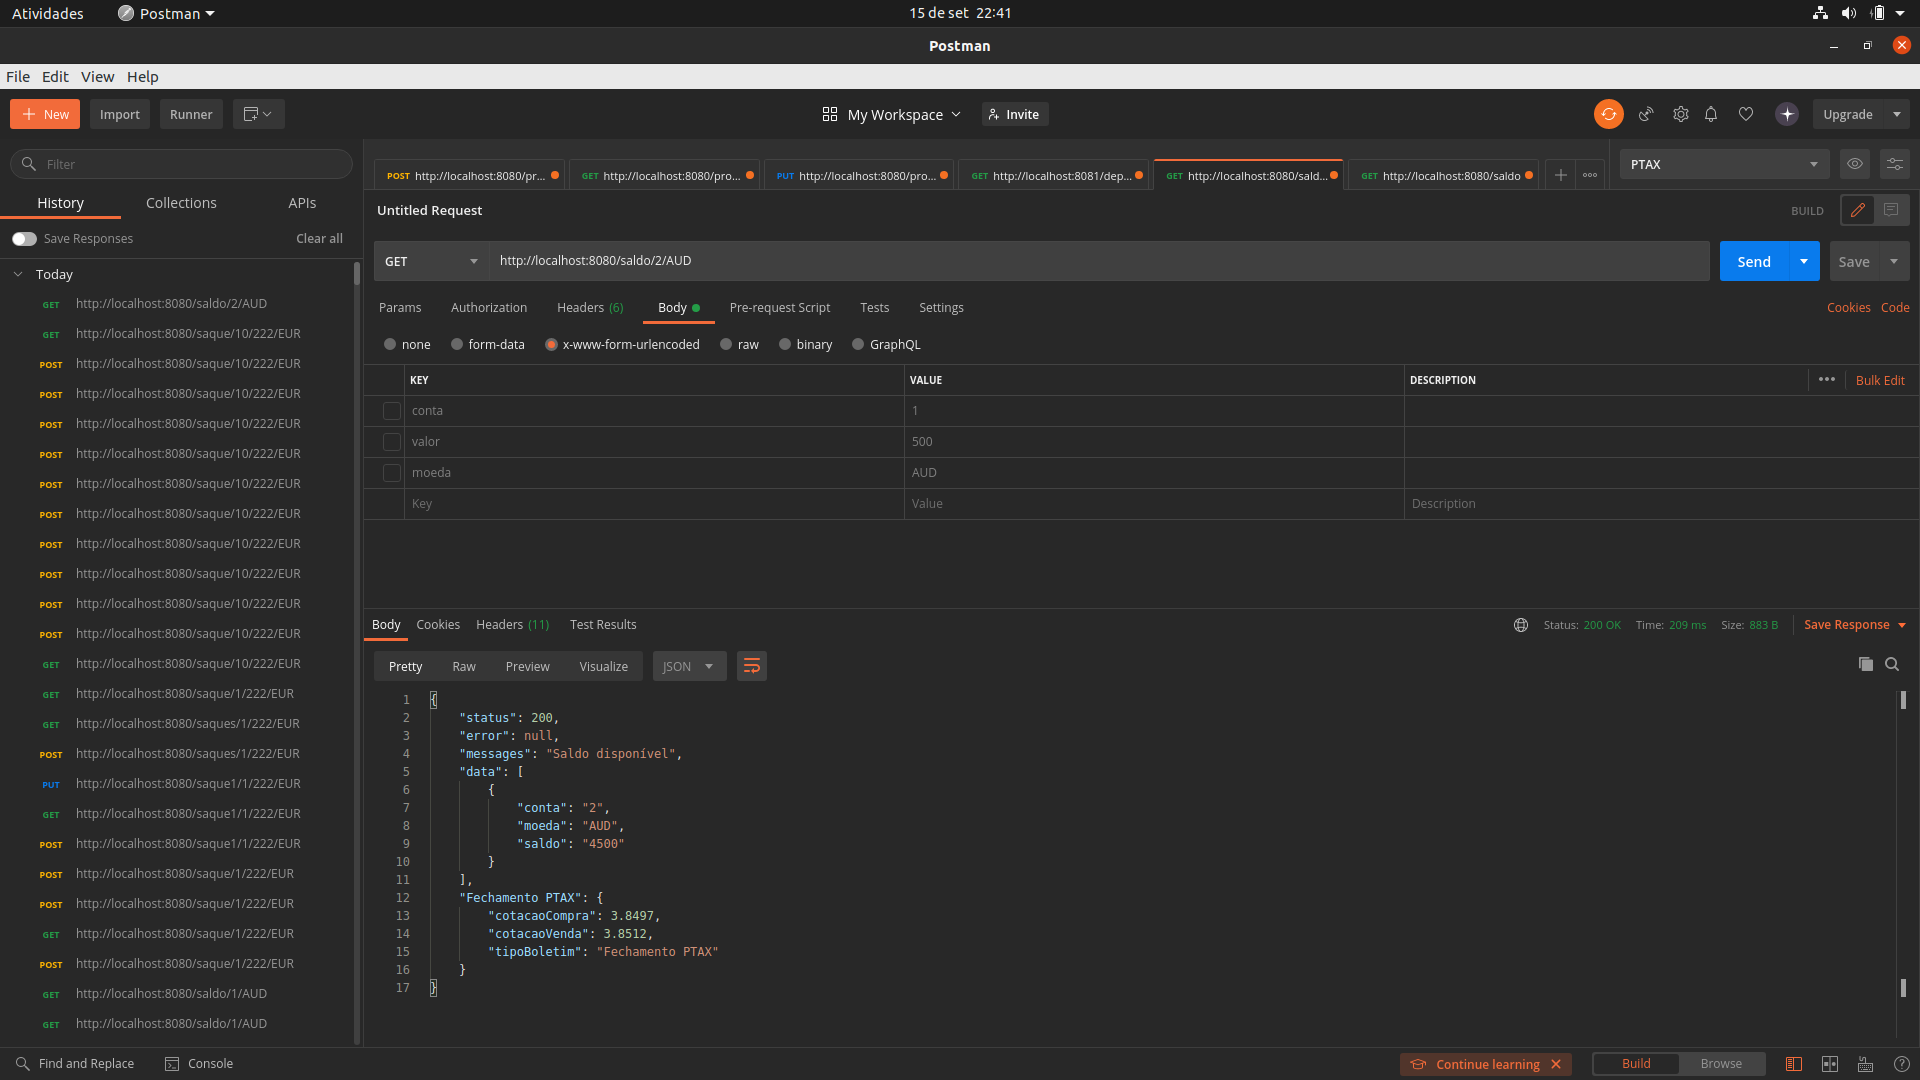 Atividades
Postman
15 de set 22:41
Postman
File Edit View Help
New
Import
Runner
My Workspace
Invite
Upgrade
Filter
POST http://localhost:8080/pr...
GET http://localhost:8080/pro...
PUT http://localhost:8080/pro...
GET http://localhost:8081/dep...
GET http://localhost:8080/sald...
GET http://localhost:8080/saldo
PTAX
History Collections APIs
Save Responses Clear all
Today
GET http://localhost:8080/saldo/2/AUD
GET http://localhost:8080/saque/10/222/EUR
POST http://localhost:8080/saque/10/222/EUR
POST http://localhost:8080/saque/10/222/EUR
POST http://localhost:8080/saque/10/222/EUR
POST http://localhost:8080/saque/10/222/EUR
POST http://localhost:8080/saque/10/222/EUR
POST http://localhost:8080/saque/10/222/EUR
POST http://localhost:8080/saque/10/222/EUR
POST http://localhost:8080/saque/10/222/EUR
POST http://localhost:8080/saque/10/222/EUR
POST http://localhost:8080/saque/10/222/EUR
GET http://localhost:8080/saque/10/222/EUR
GET http://localhost:8080/saque/1/222/EUR
GET http://localhost:8080/saques/1/222/EUR
POST http://localhost:8080/saques/1/222/EUR
PUT http://localhost:8080/saque1/1/222/EUR
GET http://localhost:8080/saque1/1/222/EUR
POST http://localhost:8080/saque1/1/222/EUR
POST http://localhost:8080/saque/1/222/EUR
POST http://localhost:8080/saque/1/222/EUR
GET http://localhost:8080/saque/1/222/EUR
POST http://localhost:8080/saque/1/222/EUR
GET http://localhost:8080/saldo/1/AUD
GET http://localhost:8080/saldo/1/AUD
Untitled Request
BUILD
GET http://localhost:8080/saldo/2/AUD
Send
Save
Params Authorization Headers (6) Body Pre-request Script Tests Settings
Cookies Code
none form-data x-www-form-urlencoded raw binary GraphQL
KEY VALUE DESCRIPTION ••• Bulk Edit
conta 1
valor 500
moeda AUD
Key Value Description
Body Cookies Headers (11) Test Results
Status: 200 OK Time: 209 ms Size: 883 B Save Response
Pretty Raw Preview Visualize JSON
1 {
2 "status": 200,
3 "error": null,
4 "messages": "Saldo disponível",
5 "data": [
6 {
7 "conta": "2",
8 "moeda": "AUD",
9 "saldo": "4500"
10 }
11 ],
12 "Fechamento PTAX": {
13 "cotacaoCompra": 3.8497,
14 "cotacaoVenda": 3.8512,
15 "tipoBoletim": "Fechamento PTAX"
16 }
17 }
Find and Replace
Console
Continue learning
Build
Browse